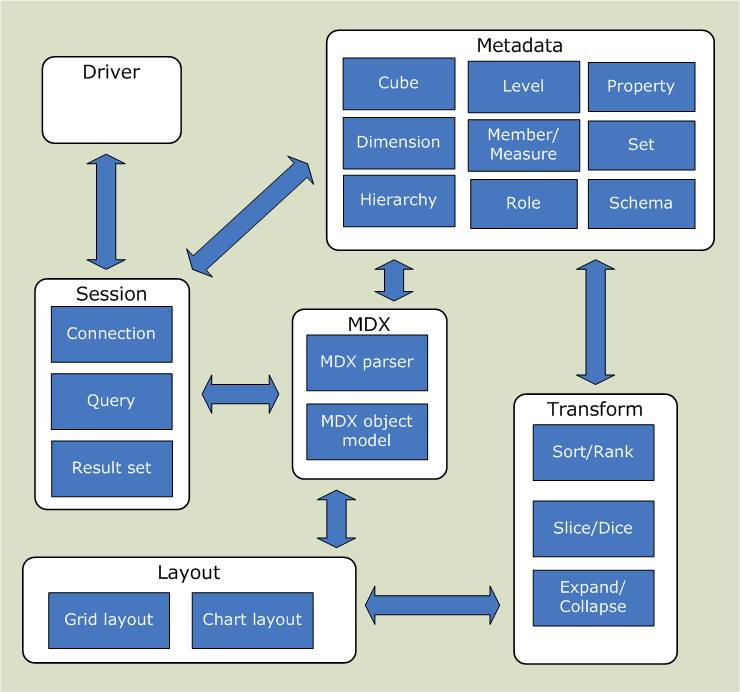 Driver
Metadata
Cube
Level
Property
Dimension
Member/
Measure
Set
Hierarchy
Role
Schema
Session
Connection
Query
Result set
MDX
MDX parser
MDX object
model
Transform
Sort/Rank
Slice/Dice
Expand/
Collapse
Layout
Grid layout
Chart layout